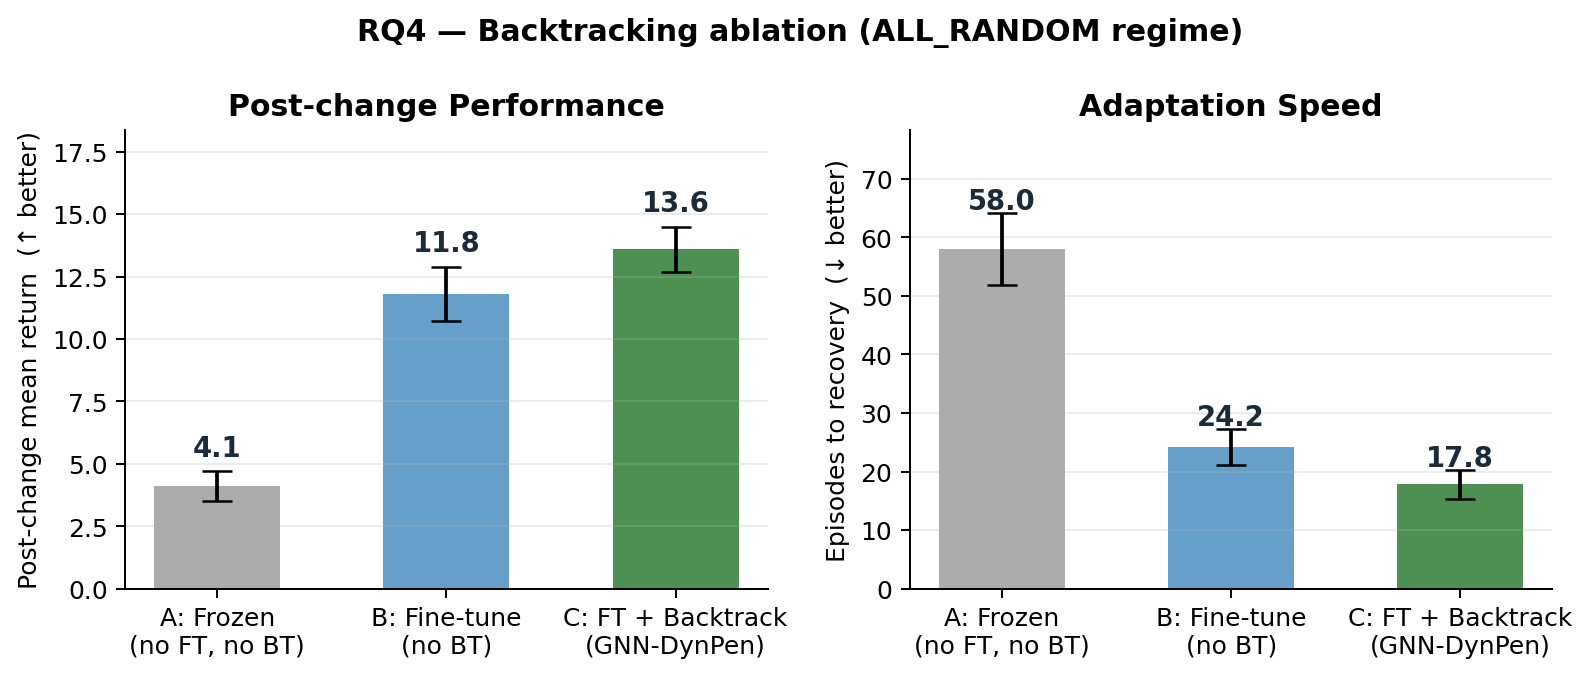 RQ4 — Backtracking ablation (ALL_RANDOM regime)
Post-change Performance
Post-change mean return (↑ better)
17.5
15.0
12.5
10.0
7.5
5.0
2.5
0.0
4.1
11.8
13.6
A: Frozen
(no FT, no BT)
B: Fine-tune
(no BT)
C: FT + Backtrack
(GNN-DynPen)
Adaptation Speed
Episodes to recovery (↓ better)
70
60
50
40
30
20
10
0
58.0
24.2
17.8
A: Frozen
(no FT, no BT)
B: Fine-tune
(no BT)
C: FT + Backtrack
(GNN-DynPen)